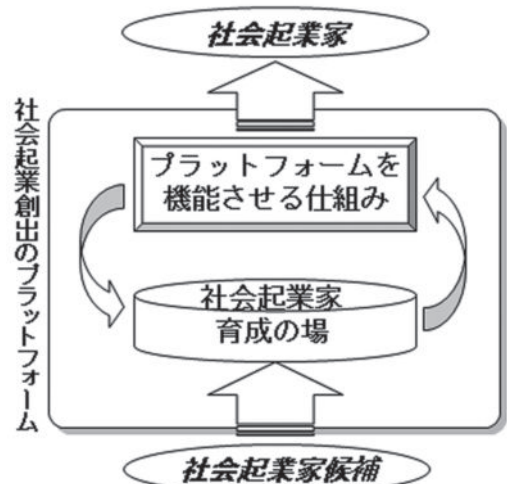 社会起業家
社会起業創出のプラットフォーム
プラットフォームを
機能させる仕組み
社会起業家
育成の場
社会起業家候補